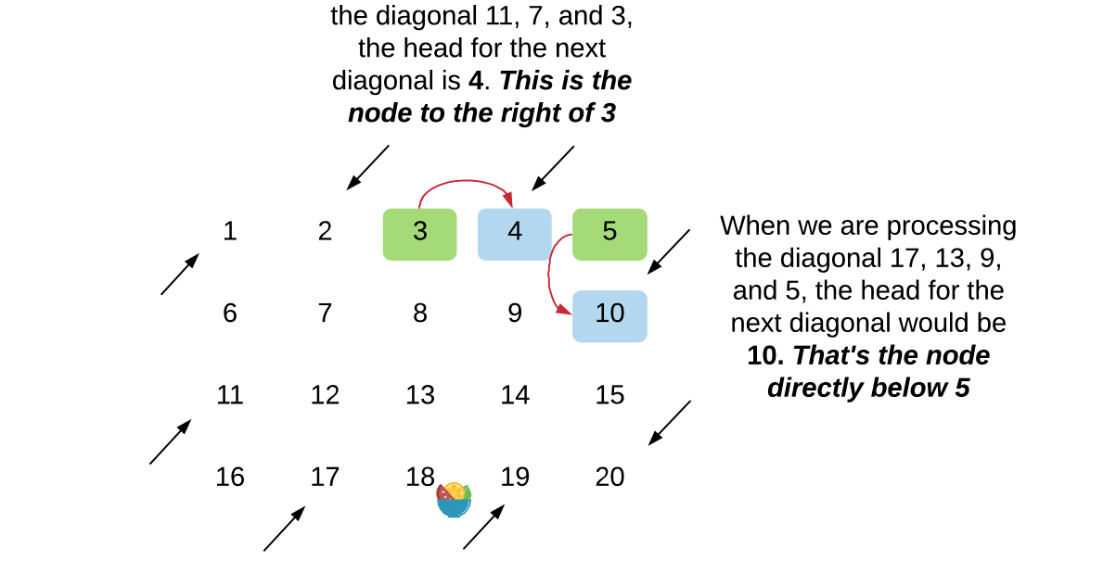 the diagonal 11, 7, and 3,
the head for the next
diagonal is 4. This is the
node to the right of 3
1 2 3 4 5
When we are processing
the diagonal 17, 13, 9,
and 5, the head for the
next diagonal would be
10. That's the node
directly below 5
6 7 8 9 10
11 12 13 14 15
16 17 18 19 20